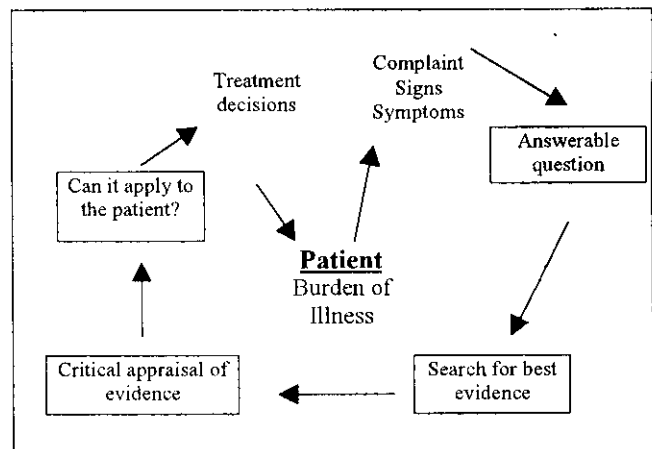 Treatment
decisions
Complaint
Signs
Symptoms
Answerable
question
Can it apply to
the patient?
Patient
Burden of
Illness
Critical appraisal of
evidence
Search for best
evidence